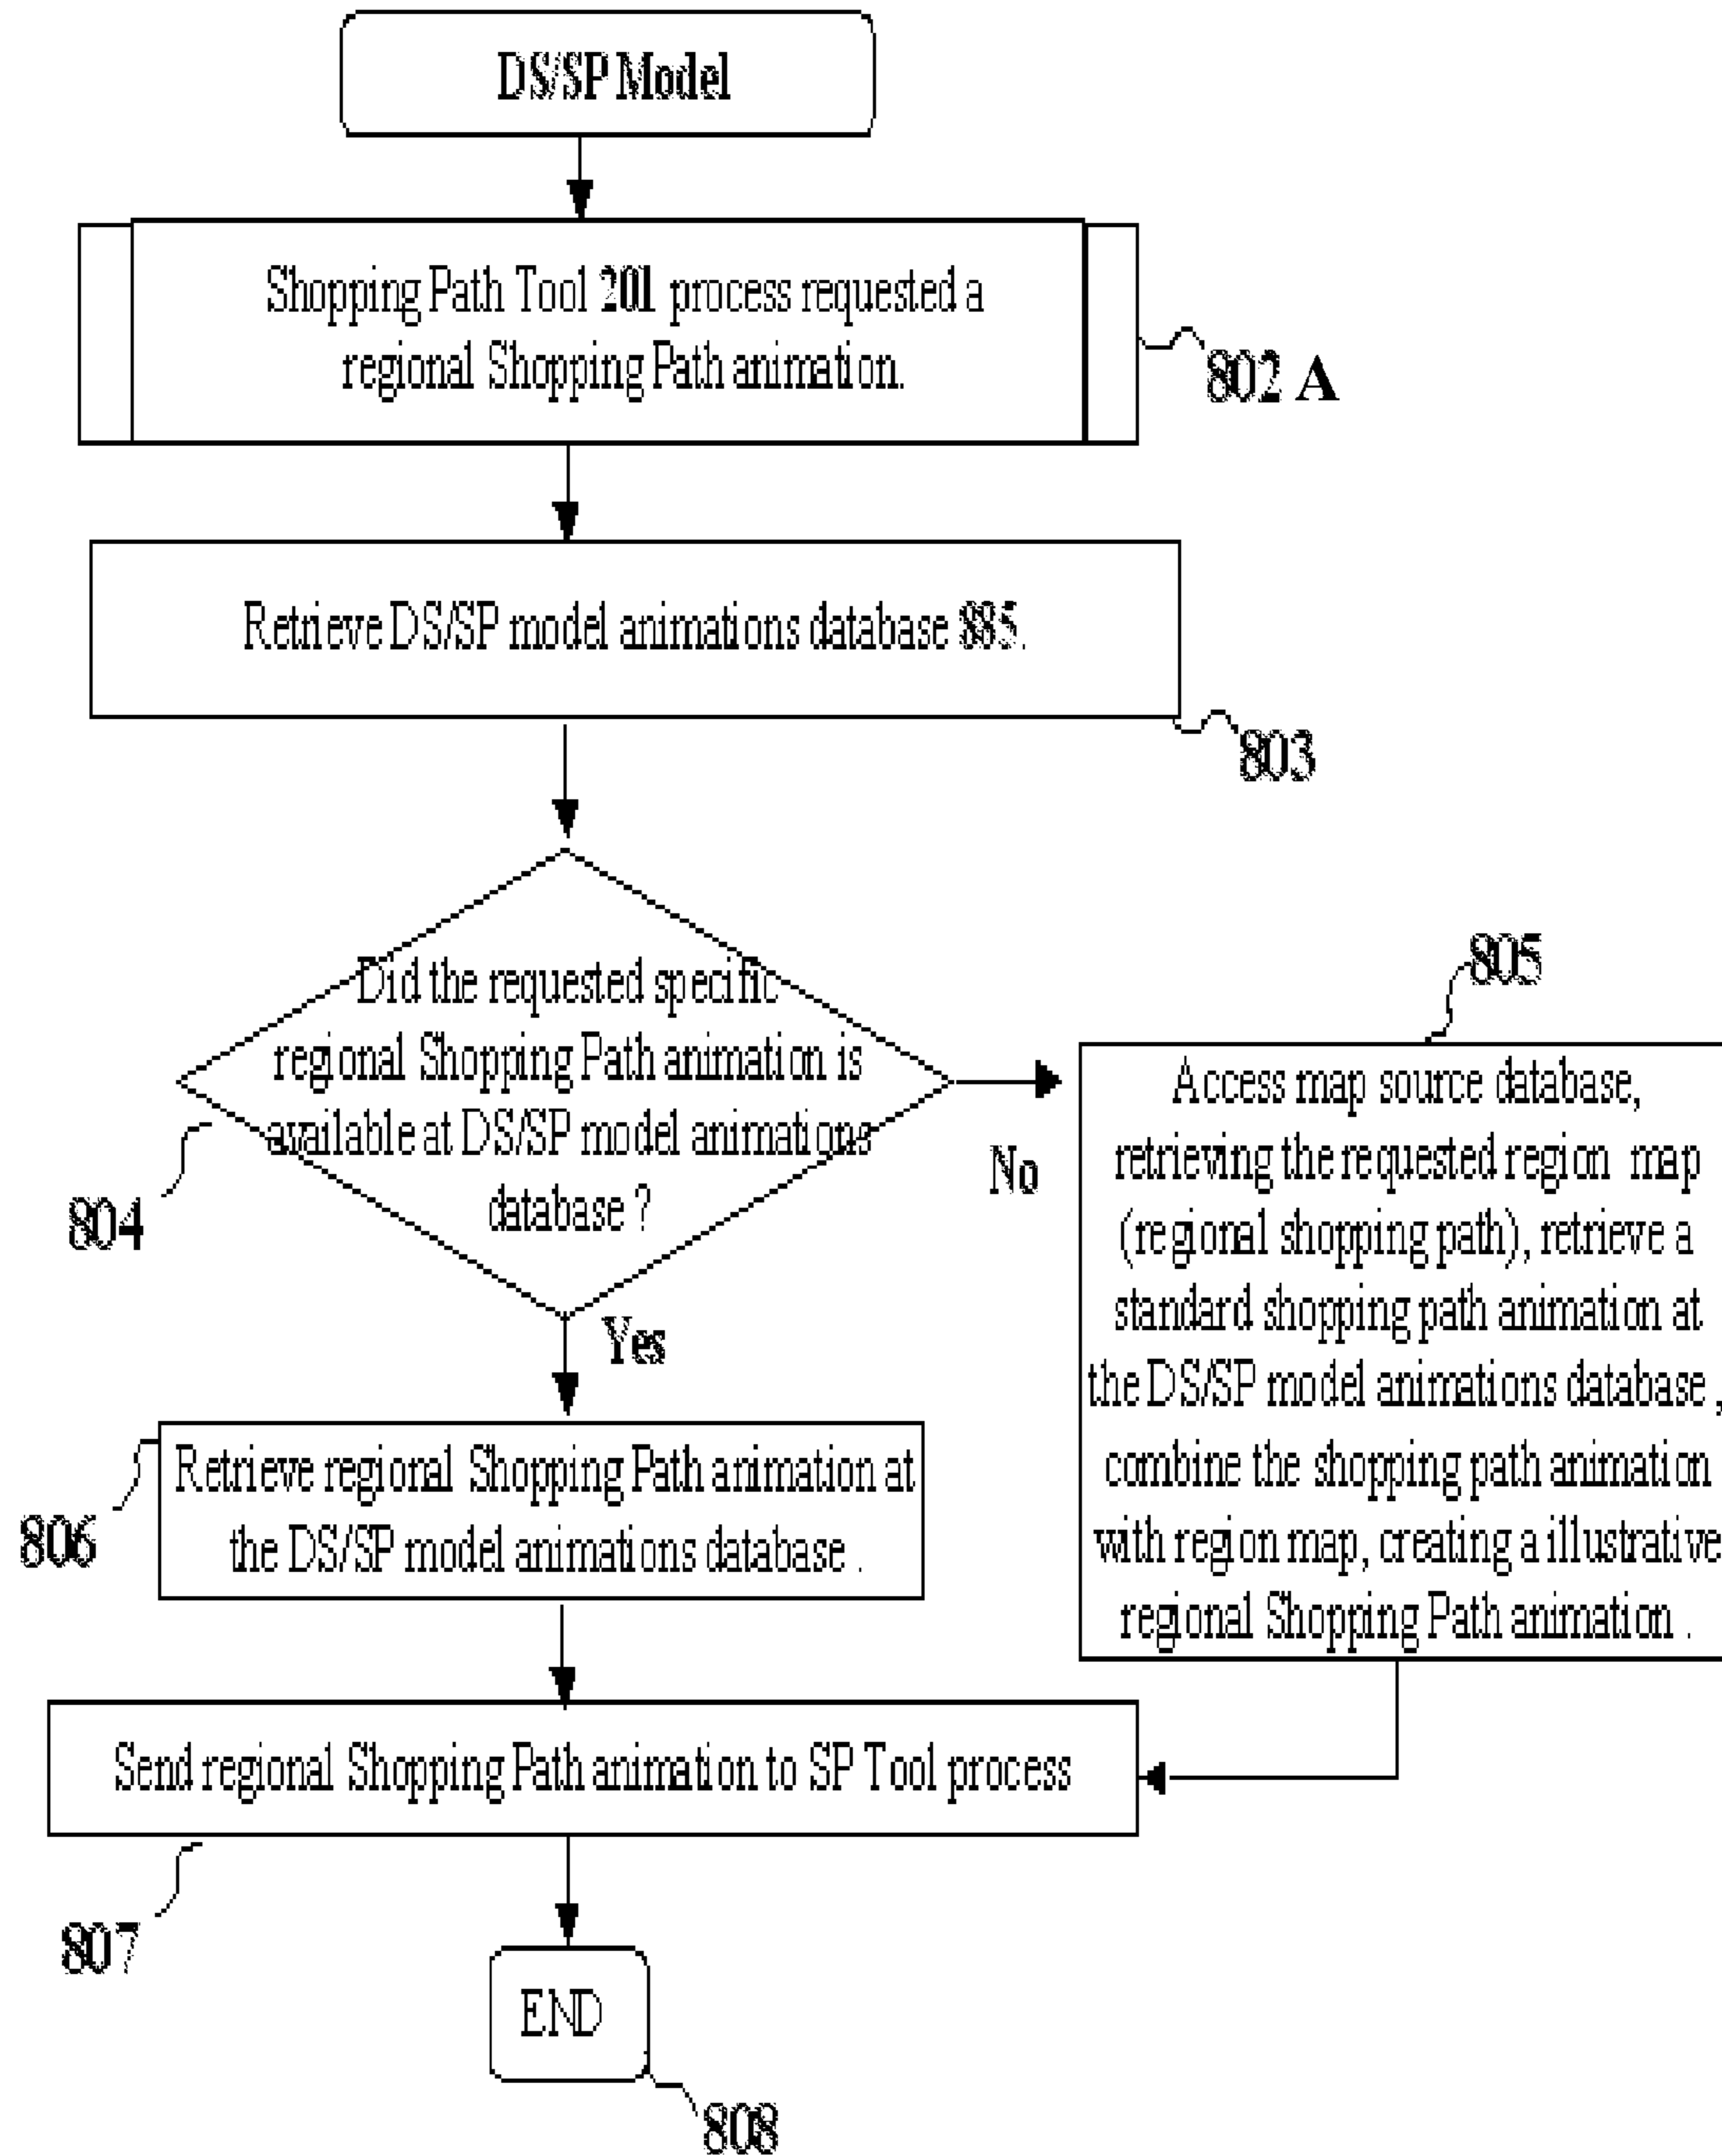 DS/SP Model
Shopping Path Tool 201 process requested a
regional Shopping Path animation.
802 A
Retrieve DS/SP model animations database 885.
803
Did the requested specific
regional Shopping Path animation is
available at DS/SP model animations
database ?
804
No
Yes
805
Access map source database,
retrieving the requested region map
(regional shopping path), retrieve a
standard shopping path animation at
the DS/SP model animations database ,
combine the shopping path animation
with region map, creating a illustrative
regional Shopping Path animation .
Retrieve regional Shopping Path animation at
the DS/SP model animations database .
806
Send regional Shopping Path animation to SP Tool process
807
END
808